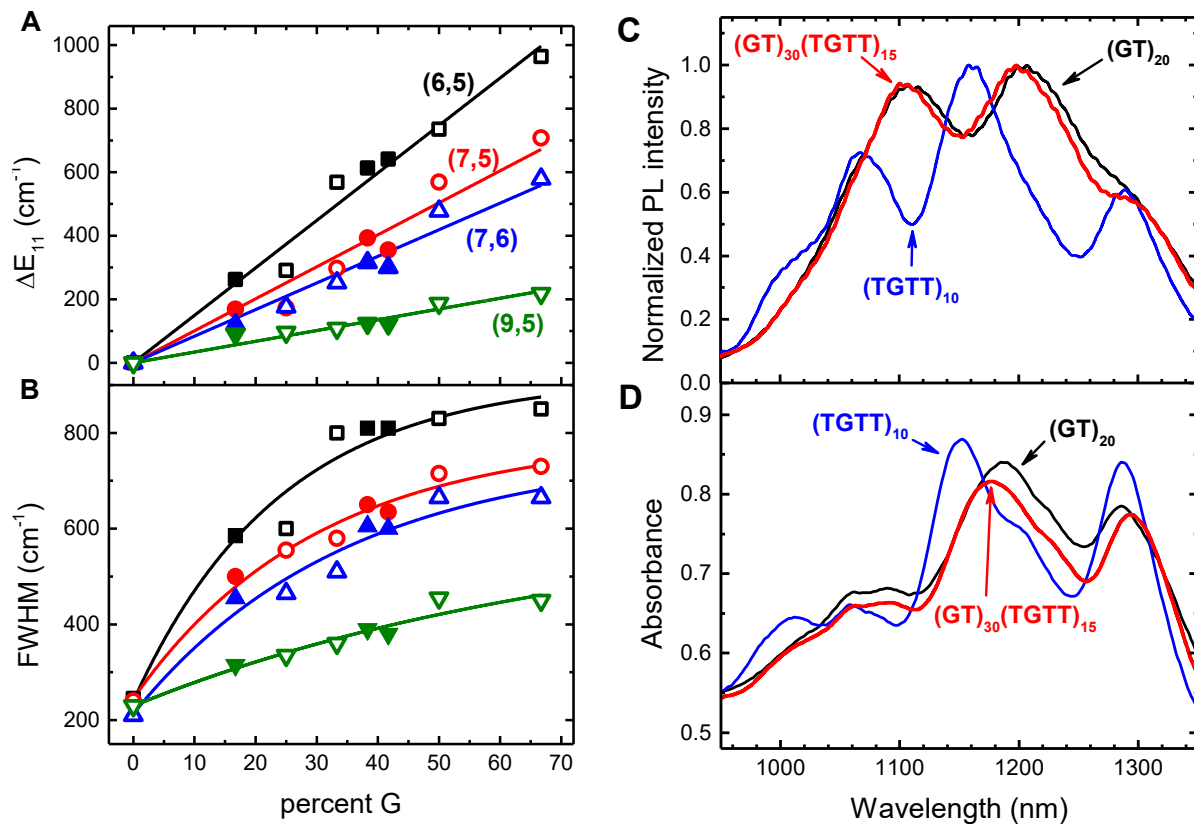 A
1000
800
600
400
200
0
ΔE₁₁ (cm⁻¹)
(6,5)
(7,5)
(7,6)
(9,5)
B
800
600
400
200
FWHM (cm⁻¹)
0 10 20 30 40 50 60 70
percent G
C
1.0
0.8
0.6
0.4
0.2
0.0
Normalized PL intensity
(GT)₃₀(TGTT)₁₅
(GT)₂₀
(TGTT)₁₀
D
0.9
0.8
0.7
0.6
0.5
Absorbance
(TGTT)₁₀
(GT)₂₀
(GT)₃₀(TGTT)₁₅
1000 1100 1200 1300
Wavelength (nm)